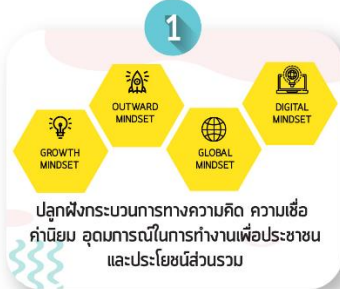 1
OUTWARD
MINDSET
DIGITAL
MINDSET
GROWTH
MINDSET
GLOBAL
MINDSET
ปลูกฝังกระบวนการทางความคิด ความเชื่อ
ค่านิยม อุดมการณ์ในการทำงานเพื่อประชาชน
และประโยชน์ส่วนรวม